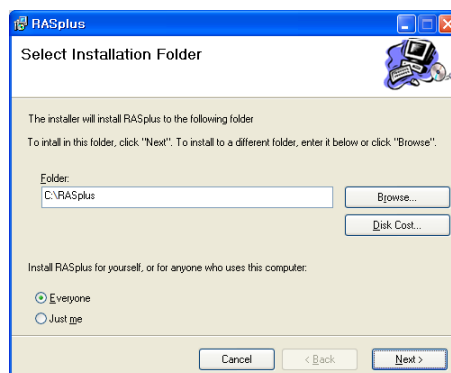 RASplus
Select Installation Folder
The installer will install RASplus to the following folder
To intall in this folder, click "Next". To install to a different folder, enter it below or click "Browse".
Folder:
C:\RASplus
Browse...
Disk Cost...
Install RASplus for yourself, or for anyone who uses this computer:
Everyone
Just me
Cancel
< Back
Next >